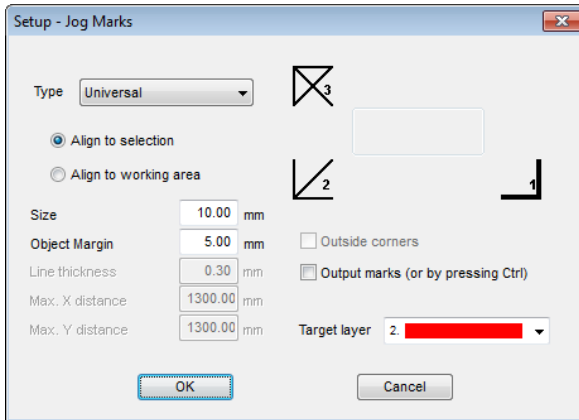 Setup - Jog Marks
Type Universal
3
Align to selection
Align to working area
2
1
Size 10.00 mm
Object Margin 5.00 mm
Outside corners
Line thickness 0.30 mm
Output marks (or by pressing Ctrl)
Max. X distance 1300.00 mm
Max. Y distance 1300.00 mm
Target layer 2.
OK Cancel